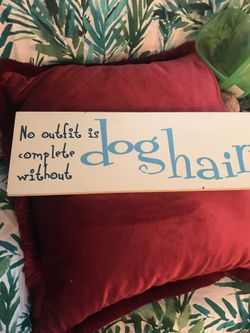 No outfit is
complete
without
dog hair